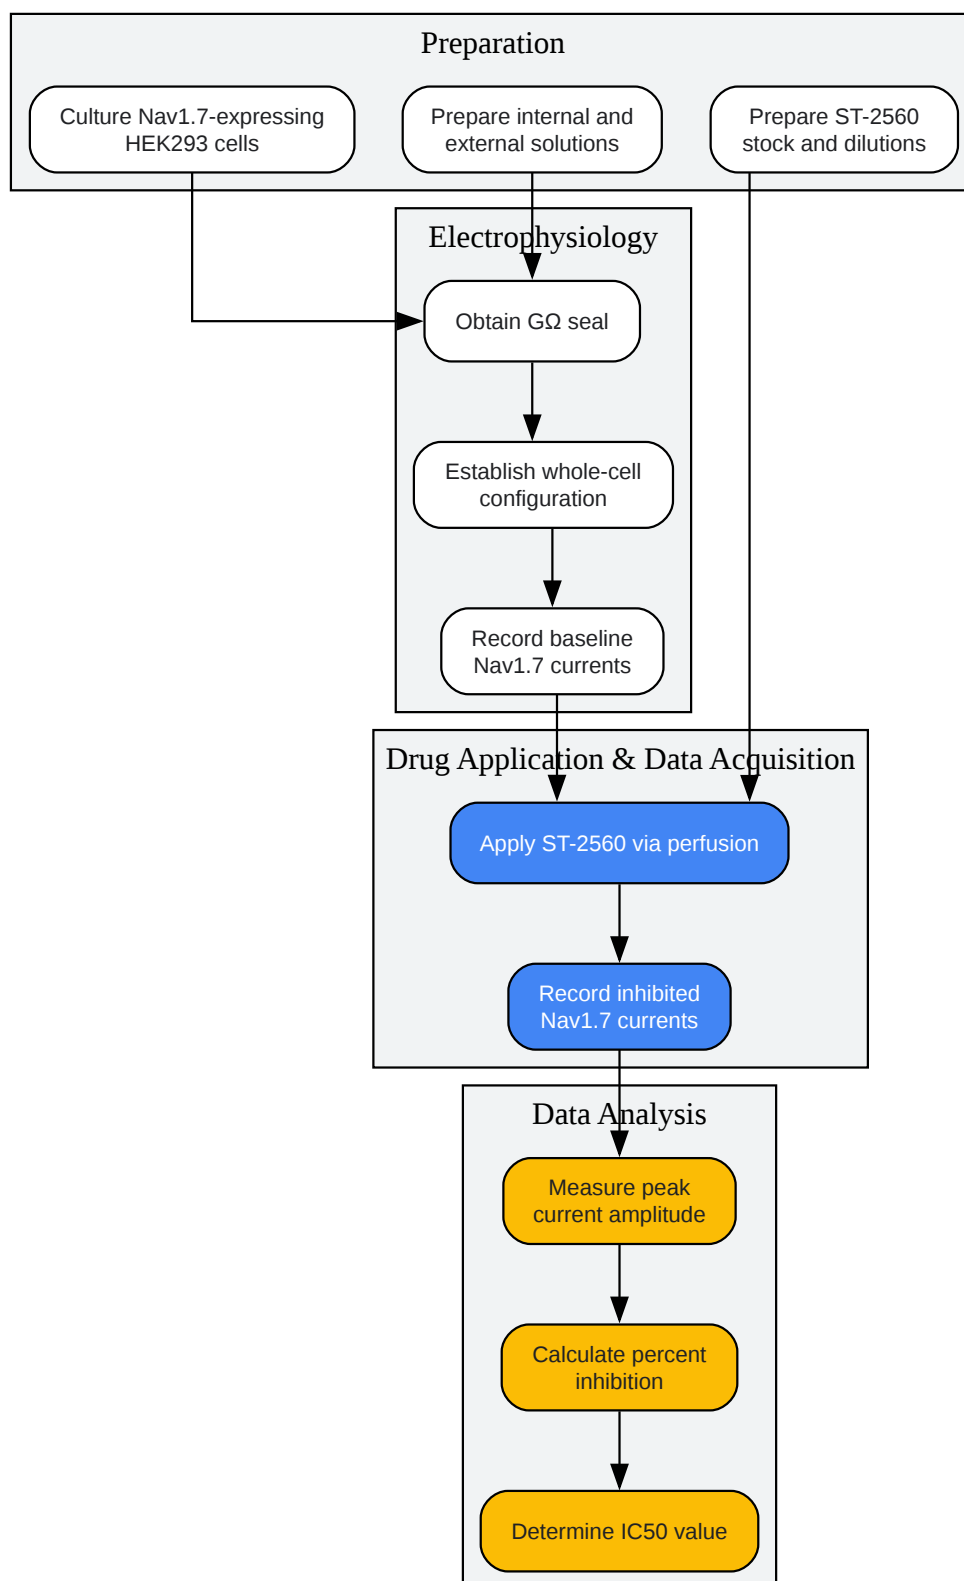 Preparation
Culture Nav1.7-expressing
HEK293 cells
Prepare internal and
external solutions
Prepare ST-2560
stock and dilutions
Electrophysiology
Obtain GΩ seal
Establish whole-cell
configuration
Record baseline
Nav1.7 currents
Drug Application & Data Acquisition
Apply ST-2560 via perfusion
Record inhibited
Nav1.7 currents
Data Analysis
Measure peak
current amplitude
Calculate percent
inhibition
Determine IC50 value